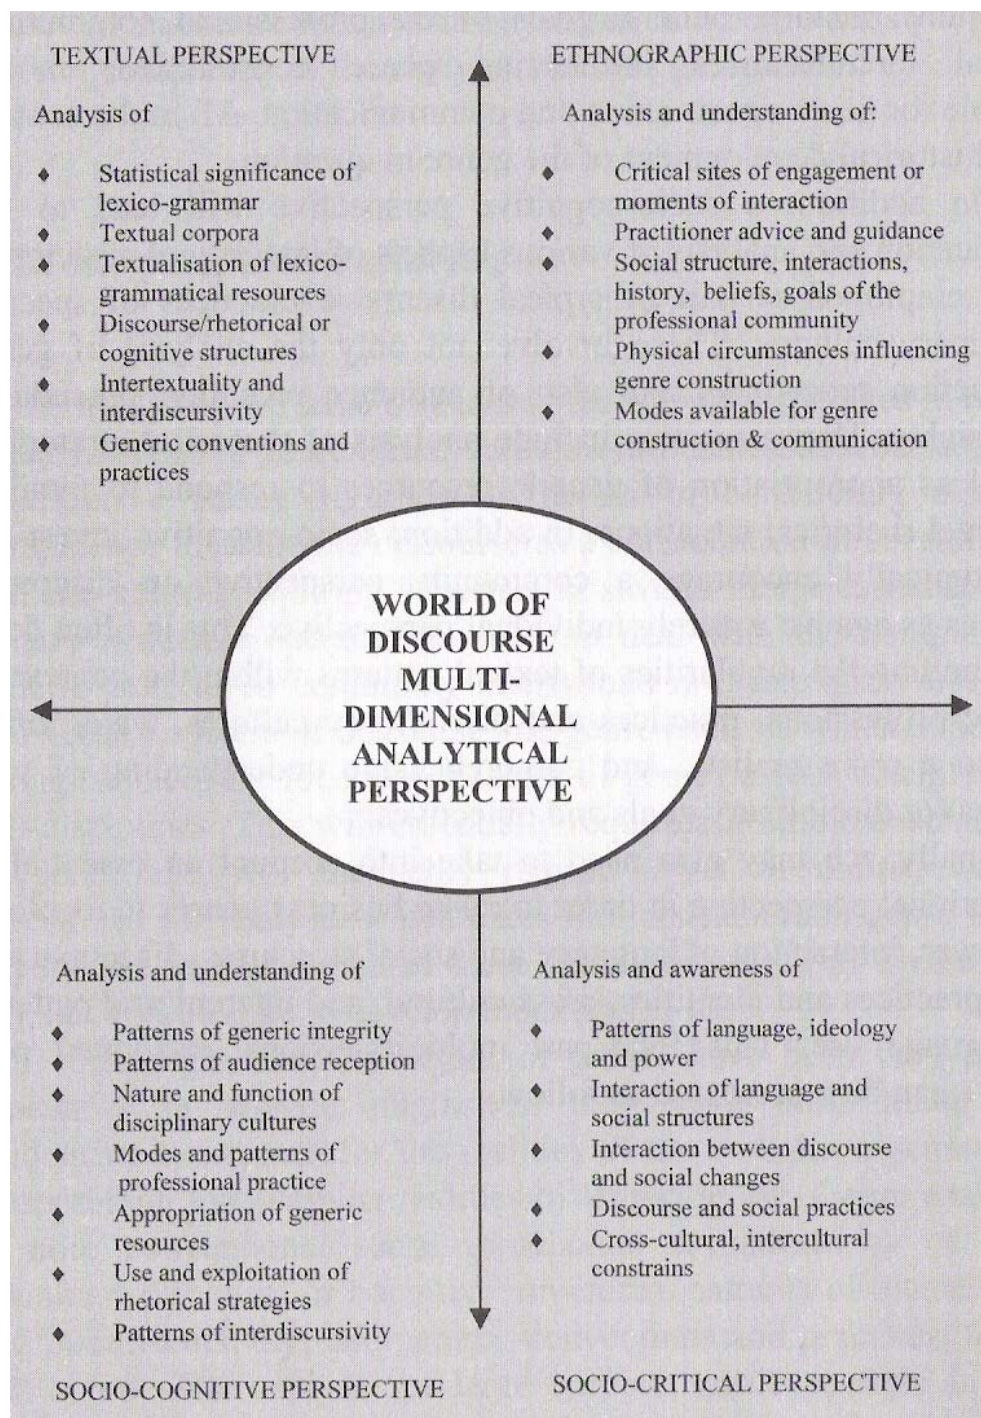 TEXTUAL PERSPECTIVE
Analysis of
♦ Statistical significance of
lexico-grammar
♦ Textual corpora
♦ Textualisation of lexico-
grammatical resources
♦ Discourse/rhetorical or
cognitive structures
♦ Intertextuality and
interdiscursivity
♦ Generic conventions and
practices
ETHNOGRAPHIC PERSPECTIVE
Analysis and understanding of:
♦ Critical sites of engagement or
moments of interaction
♦ Practitioner advice and guidance
♦ Social structure, interactions,
history, beliefs, goals of the
professional community
♦ Physical circumstances influencing
genre construction
♦ Modes available for genre
construction & communication
WORLD OF
DISCOURSE
MULTI-
DIMENSIONAL
ANALYTICAL
PERSPECTIVE
Analysis and understanding of
♦ Patterns of generic integrity
♦ Patterns of audience reception
♦ Nature and function of
disciplinary cultures
♦ Modes and patterns of
professional practice
♦ Appropriation of generic
resources
♦ Use and exploitation of
rhetorical strategies
♦ Patterns of interdiscursivity
SOCIO-COGNITIVE PERSPECTIVE
Analysis and awareness of
♦ Patterns of language, ideology
and power
♦ Interaction of language and
social structures
♦ Interaction between discourse
and social changes
♦ Discourse and social practices
♦ Cross-cultural, intercultural
constrains
SOCIO-CRITICAL PERSPECTIVE